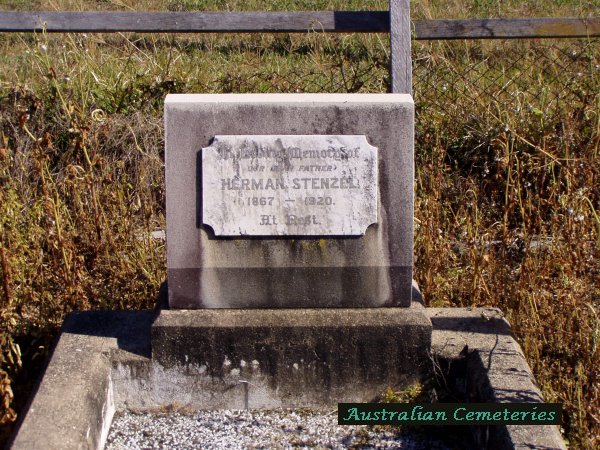 In Loving Memory of
OUR DEAR FATHER
HERMAN STENZEL
1867 — 1920.
At Rest.
Australian Cemeteries